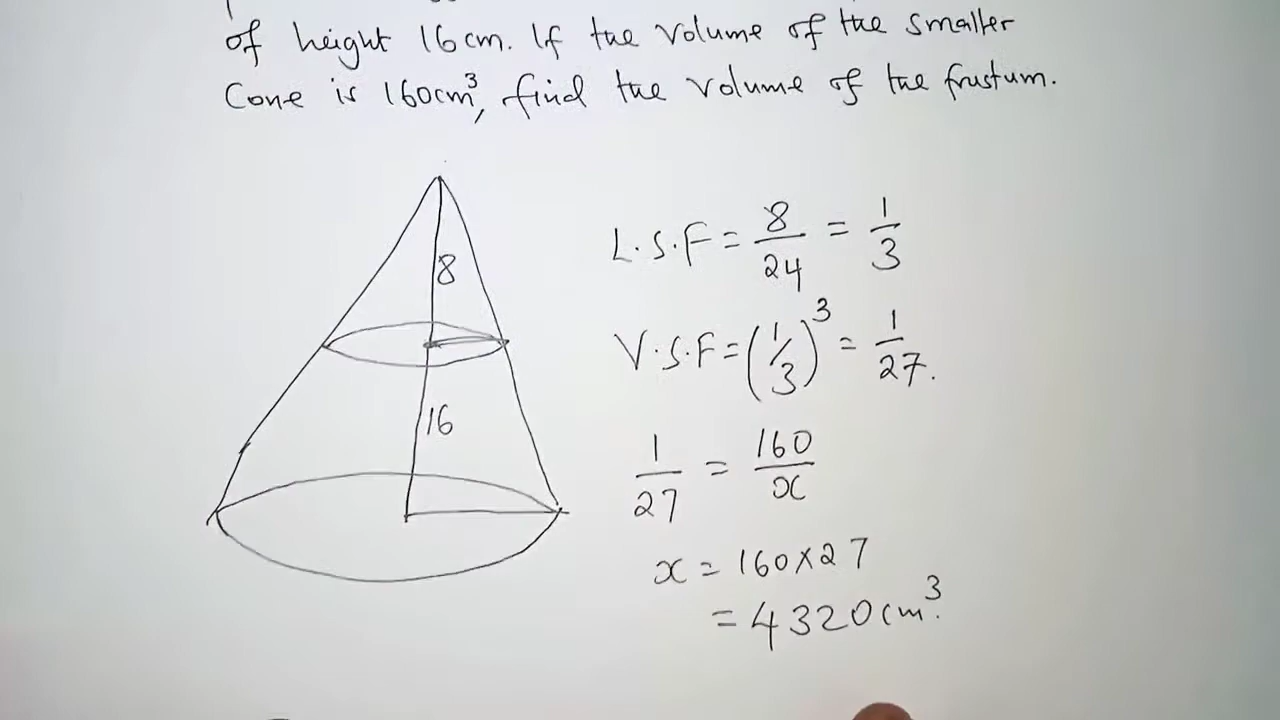 of height 16cm. If the volume of the smaller
Cone is 160cm³, find the volume of the frustum.
8
16
L.S.F = 8/24 = 1/3
V.S.F = (1/3)³ = 1/27.
1/27 = 160/x
x = 160×27
= 4320cm³.